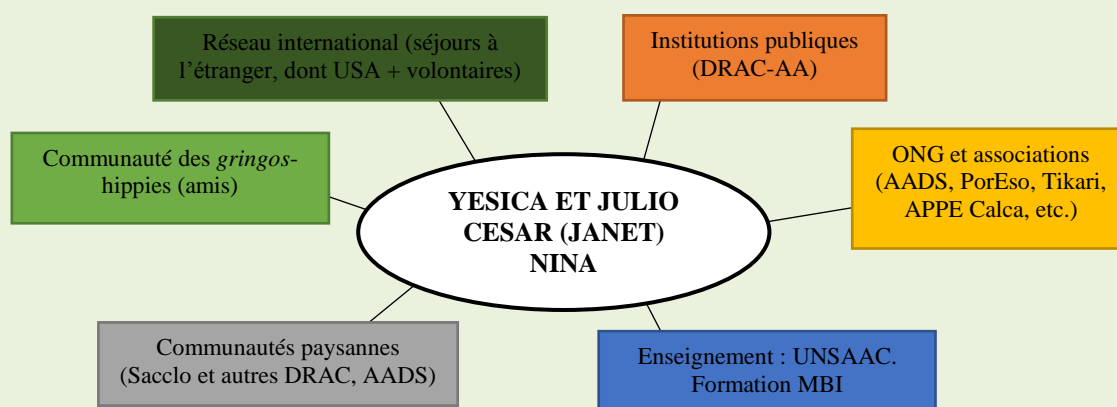 Réseau international (séjours à
l’étranger, dont USA + volontaires)
Institutions publiques
(DRAC-AA)
Communauté des gringos-
hippies (amis)
ONG et associations
(AADS, PorEso, Tikari,
APPE Calca, etc.)
YESICA ET JULIO
CESAR (JANET)
NINA
Communautés paysannes
(Sacclo et autres DRAC, AADS)
Enseignement : UNSAAC.
Formation MBI